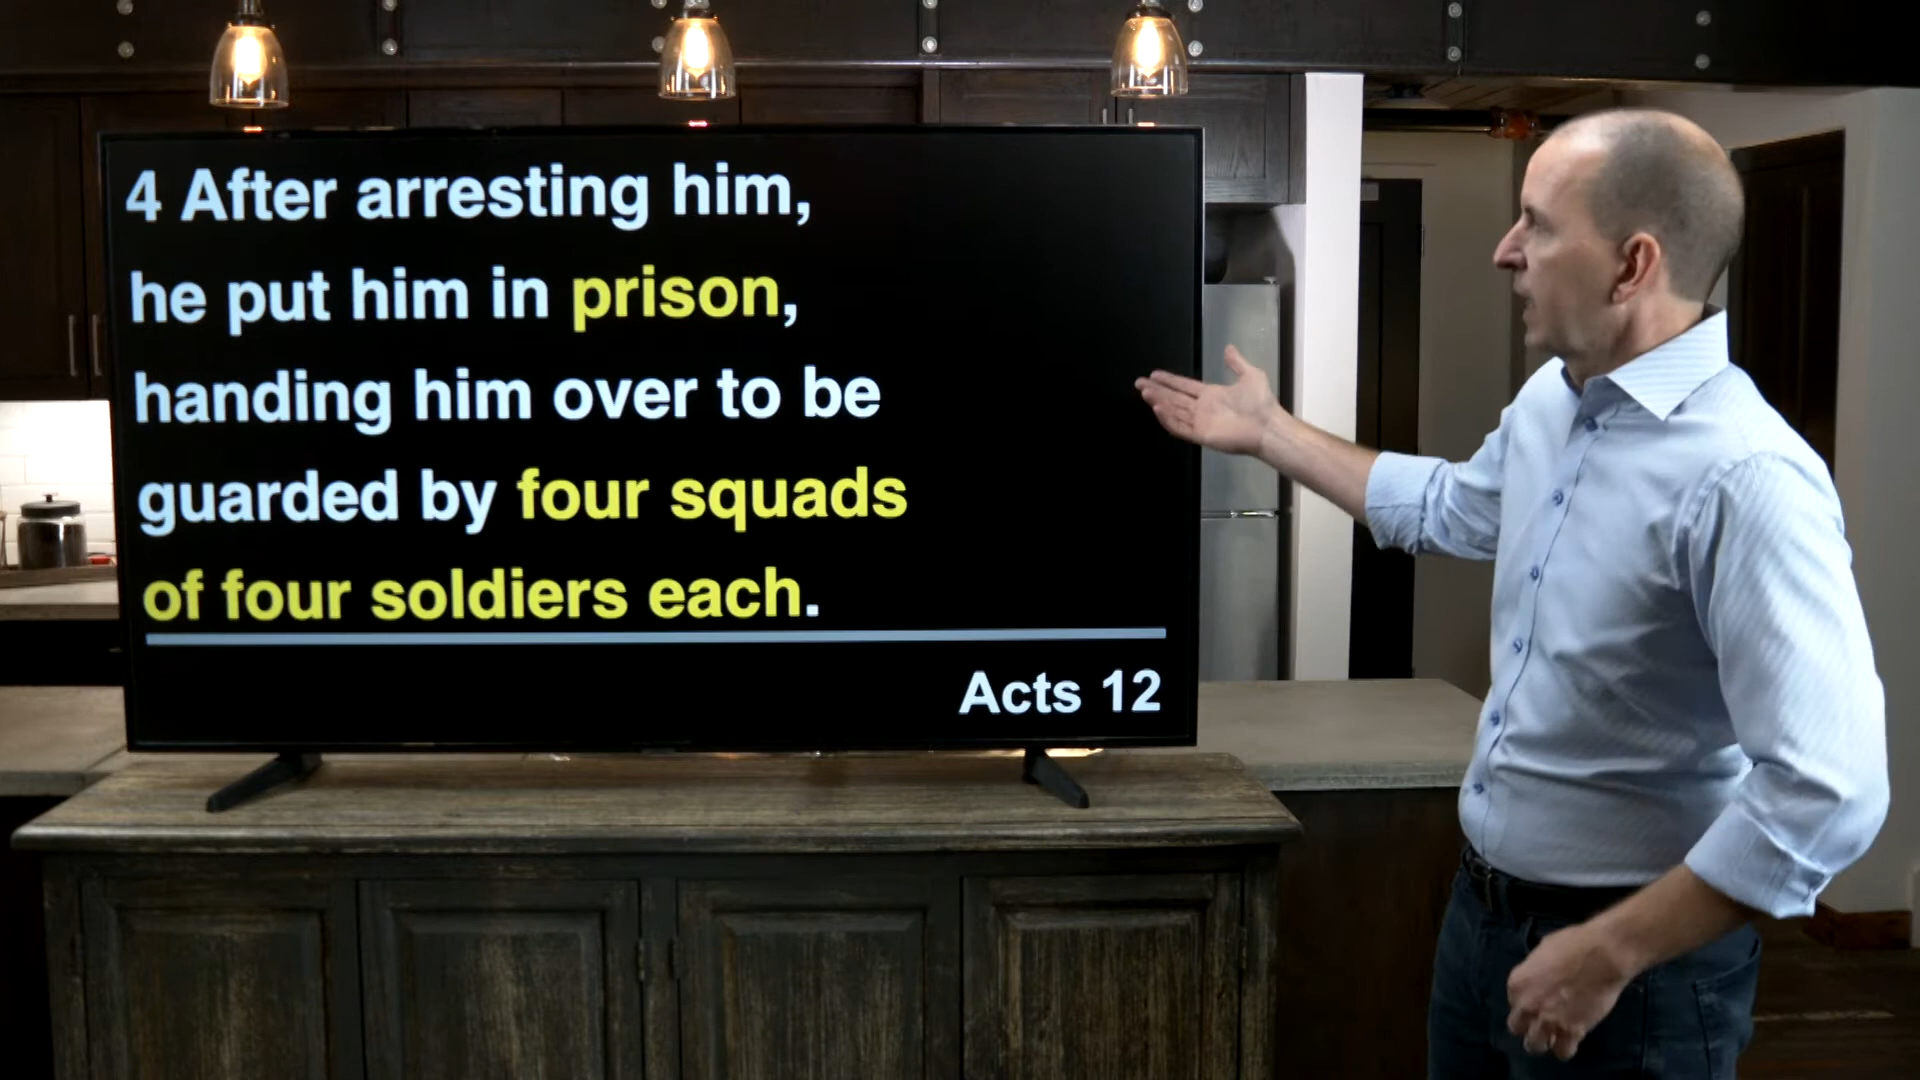 4 After arresting him,
he put him in prison,
handing him over to be
guarded by four squads
of four soldiers each.
Acts 12